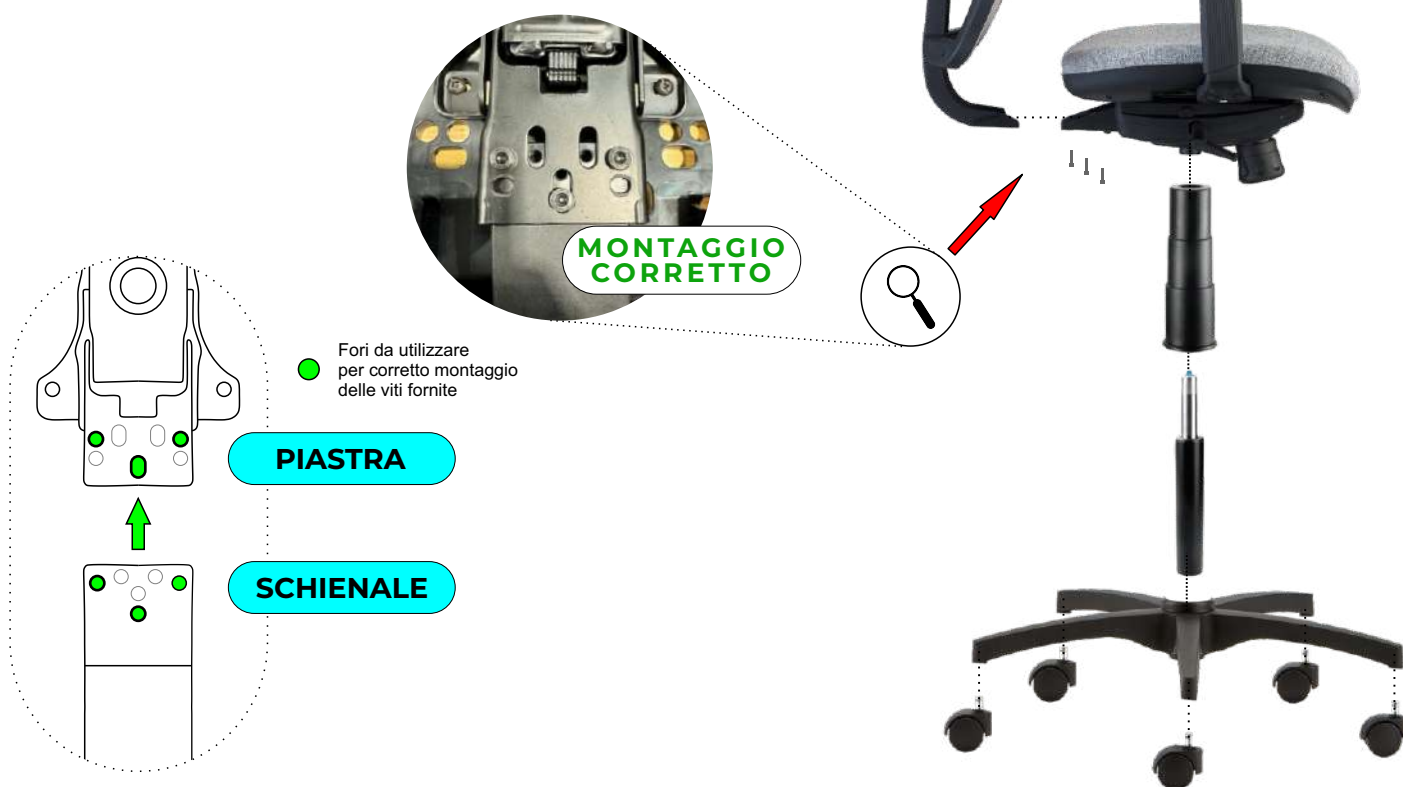 MONTAGGIO
CORRETTO
Fori da utilizzare
per corretto montaggio
delle viti fornite
PIASTRA
SCHIENALE